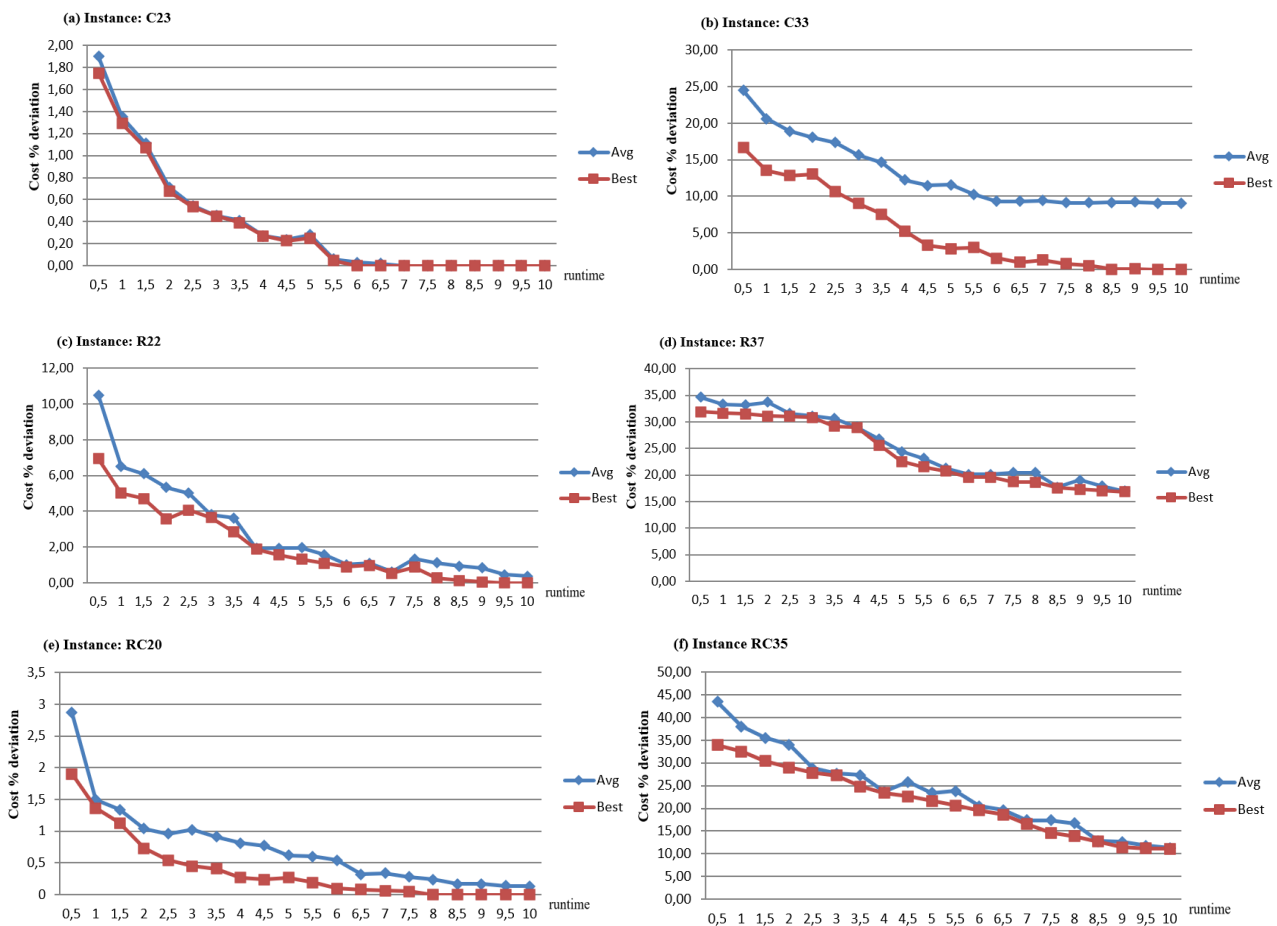 (a) Instance: C23
Cost % deviation
2,00
1,80
1,60
1,40
1,20
1,00
0,80
0,60
0,40
0,20
0,00
0,5 1 1,5 2 2,5 3 3,5 4 4,5 5 5,5 6 6,5 7 7,5 8 8,5 9 9,5 10
runtime
Avg
Best
(b) Instance: C33
Cost % deviation
30,00
25,00
20,00
15,00
10,00
5,00
0,00
0,5 1 1,5 2 2,5 3 3,5 4 4,5 5 5,5 6 6,5 7 7,5 8 8,5 9 9,5 10
runtime
Avg
Best
(c) Instance: R22
Cost % deviation
12,00
10,00
8,00
6,00
4,00
2,00
0,00
0,5 1 1,5 2 2,5 3 3,5 4 4,5 5 5,5 6 6,5 7 7,5 8 8,5 9 9,5 10
runtime
Avg
Best
(d) Instance: R37
Cost % deviation
40,00
35,00
30,00
25,00
20,00
15,00
10,00
5,00
0,00
0,5 1 1,5 2 2,5 3 3,5 4 4,5 5 5,5 6 6,5 7 7,5 8 8,5 9 9,5 10
runtime
Avg
Best
(e) Instance: RC20
Cost % deviation
3,5
3
2,5
2
1,5
1
0,5
0
0,5 1 1,5 2 2,5 3 3,5 4 4,5 5 5,5 6 6,5 7 7,5 8 8,5 9 9,5 10
runtime
Avg
Best
(f) Instance RC35
Cost % deviation
50,00
45,00
40,00
35,00
30,00
25,00
20,00
15,00
10,00
5,00
0,00
0,5 1 1,5 2 2,5 3 3,5 4 4,5 5 5,5 6 6,5 7 7,5 8 8,5 9 9,5 10
runtime
Avg
Best